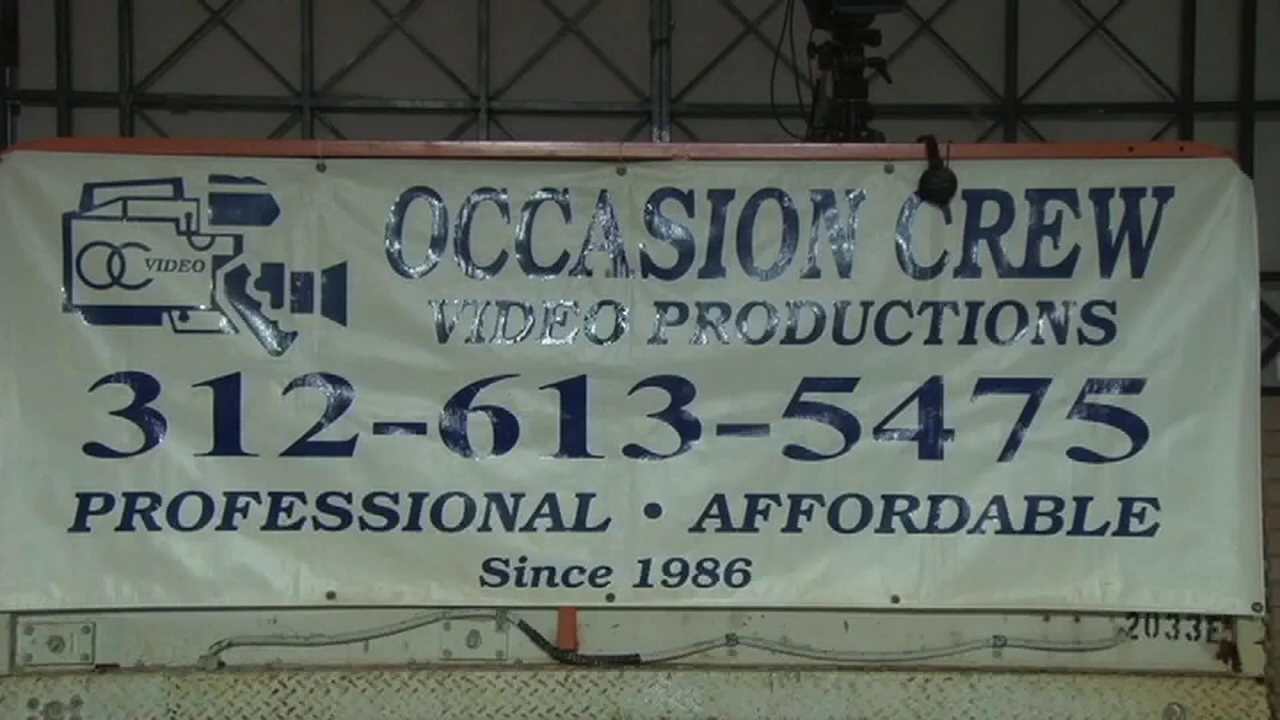 OCCASION CREW
OC VIDEO
VIDEO PRODUCTIONS
312-613-5475
PROFESSIONAL • AFFORDABLE
Since 1986
2033E